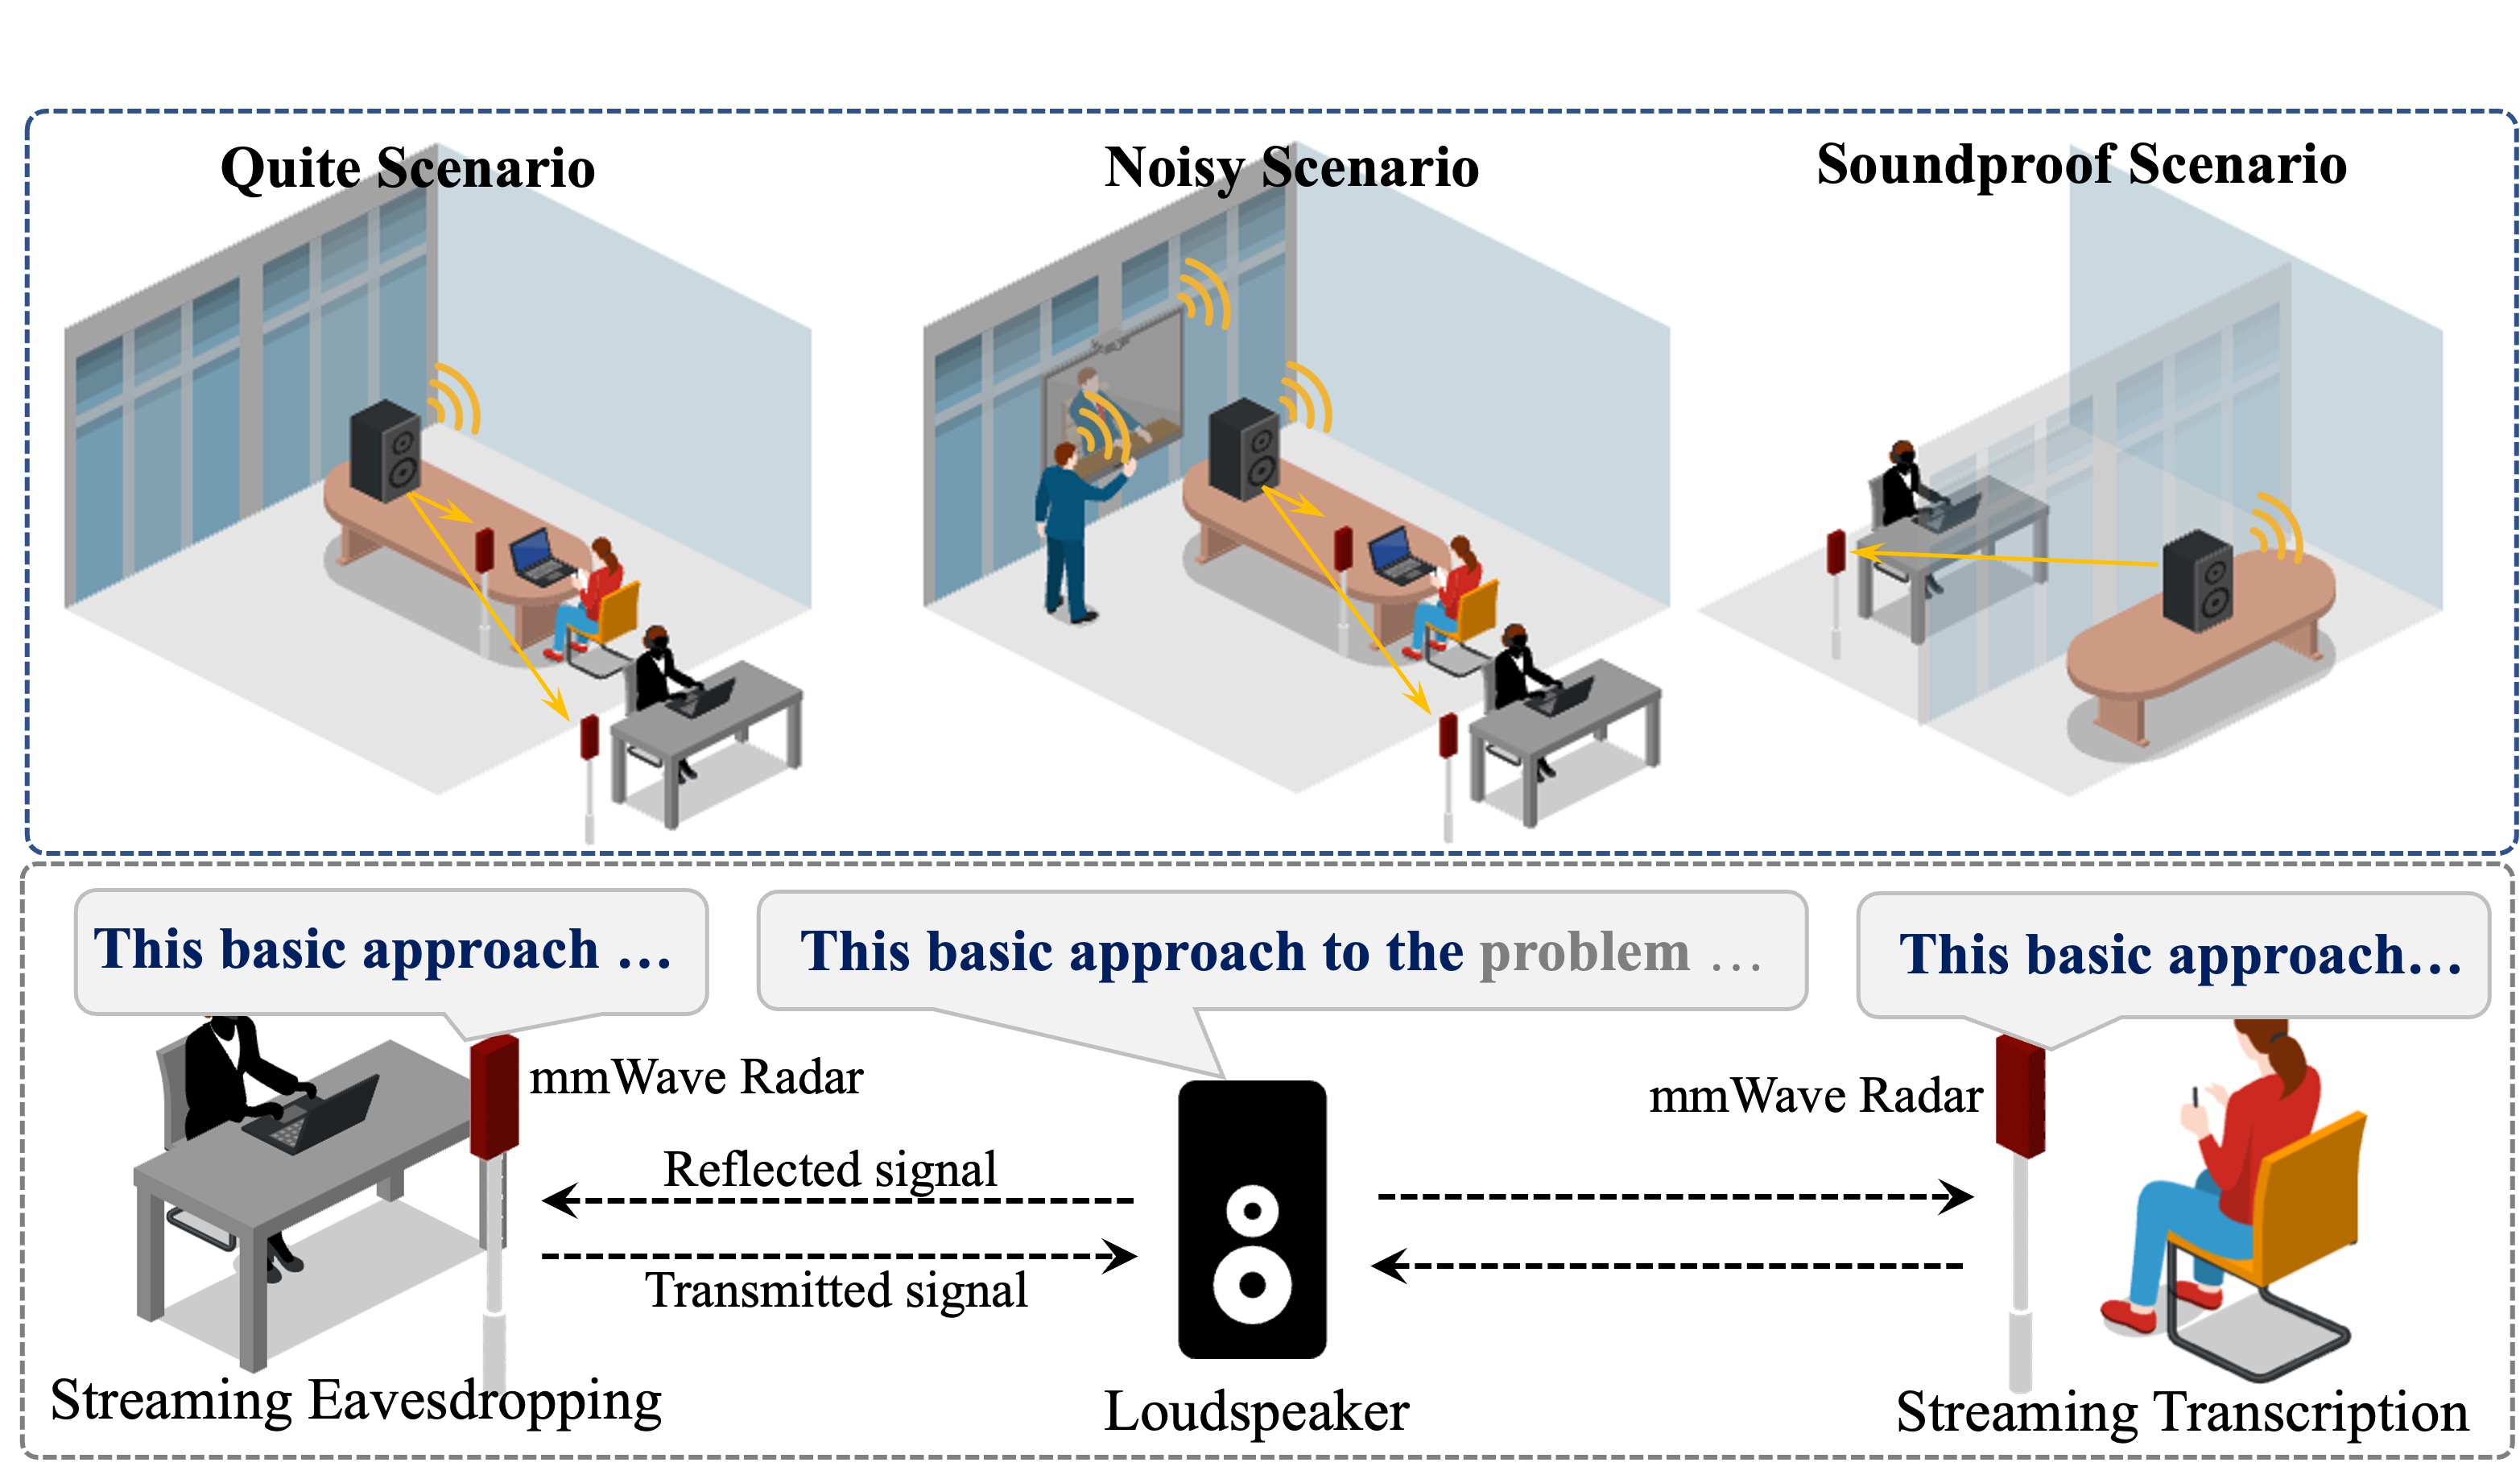 Quite Scenario
Noisy Scenario
Soundproof Scenario
This basic approach ...
This basic approach to the problem ...
This basic approach...
mmWave Radar
mmWave Radar
Reflected signal
Transmitted signal
Streaming Eavesdropping
Loudspeaker
Streaming Transcription